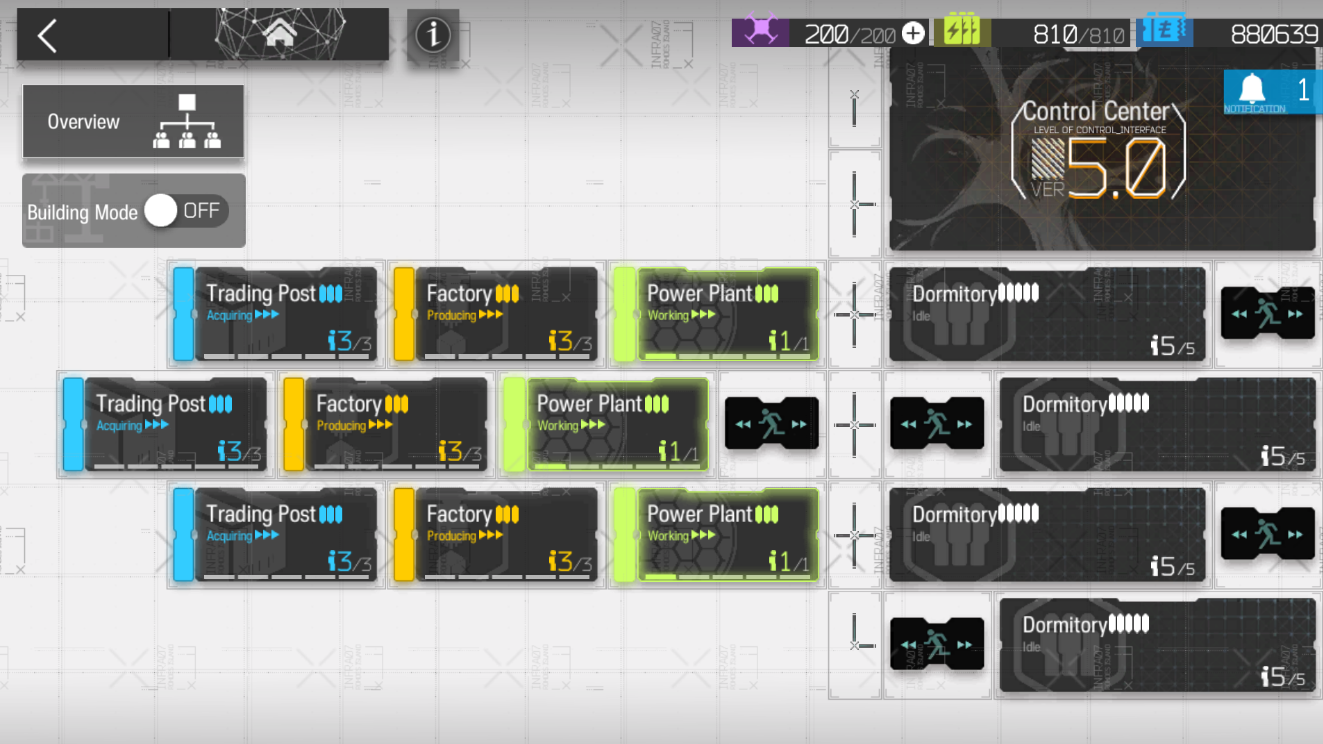 i
200/200
810/810
880639
Overview
Building Mode OFF
Control Center
LEVEL OF CONTROL_INTERFACE
VER 5.0
1
NOTIFICATION
Trading Post
Acquiring
3/3
Factory
Producing
3/3
Power Plant
Working
1/1
Dormitory
Idle
5/5
Trading Post
Acquiring
3/3
Factory
Producing
3/3
Power Plant
Working
1/1
Dormitory
Idle
5/5
Trading Post
Acquiring
3/3
Factory
Producing
3/3
Power Plant
Working
1/1
Dormitory
Idle
5/5
Dormitory
Idle
5/5